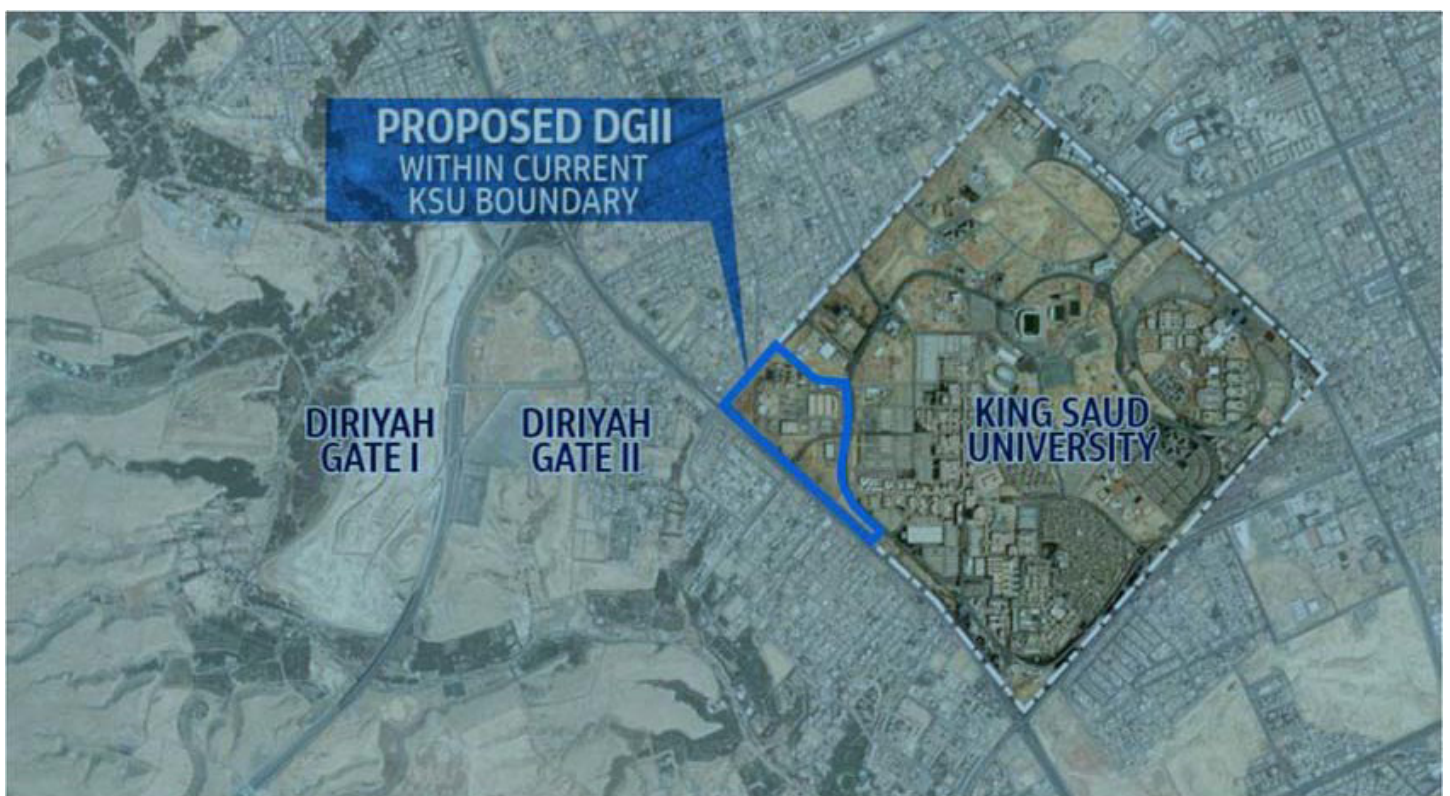 PROPOSED DGII
WITHIN CURRENT
KSU BOUNDARY
DIRIYAH
GATE I
DIRIYAH
GATE II
KING SAUD
UNIVERSITY